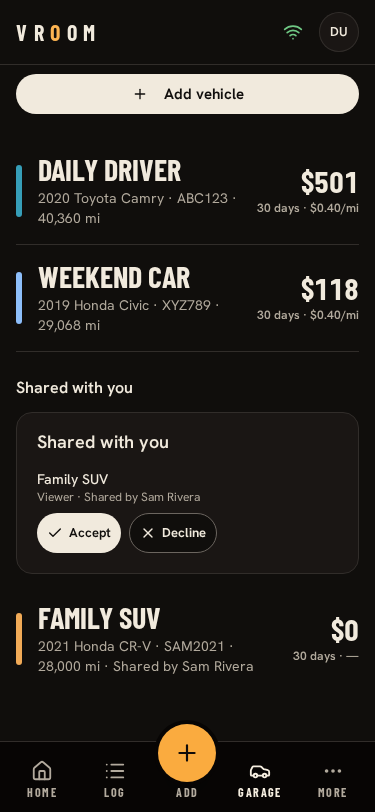 VROOM
DU
+ Add vehicle
DAILY DRIVER
$501
2020 Toyota Camry · ABC123 ·
40,360 mi
30 days · $0.40/mi
WEEKEND CAR
$118
2019 Honda Civic · XYZ789 ·
29,068 mi
30 days · $0.40/mi
Shared with you
Shared with you
Family SUV
Viewer · Shared by Sam Rivera
Accept
Decline
FAMILY SUV
$0
2021 Honda CR-V · SAM2021 ·
28,000 mi · Shared by Sam Rivera
30 days · —
HOME
LOG
ADD
GARAGE
MORE